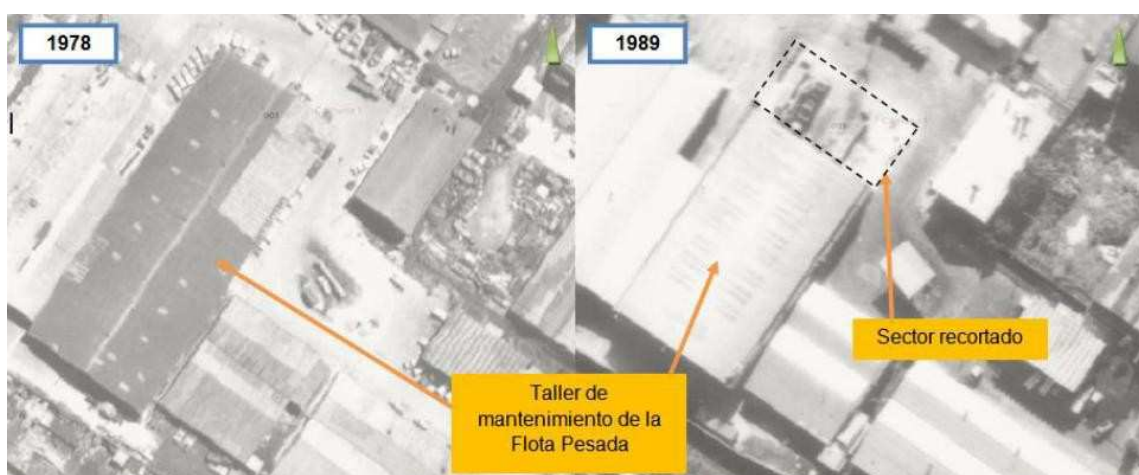 1978
1989
Sector recortado
Taller de
mantenimiento de la
Flota Pesada